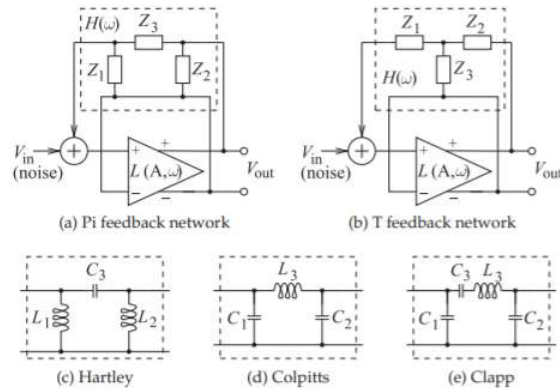 H(ω)
Z3
Z1
Z2
+
Vin
(noise)
+ +
L (A,ω)
− −
Vout
(a) Pi feedback network
Z1
Z2
H(ω)
Z3
+
Vin
(noise)
+ +
L (A,ω)
− −
Vout
(b) T feedback network
C3
L1
L2
(c) Hartley
L3
C1
C2
(d) Colpitts
C3 L3
C1
C2
(e) Clapp